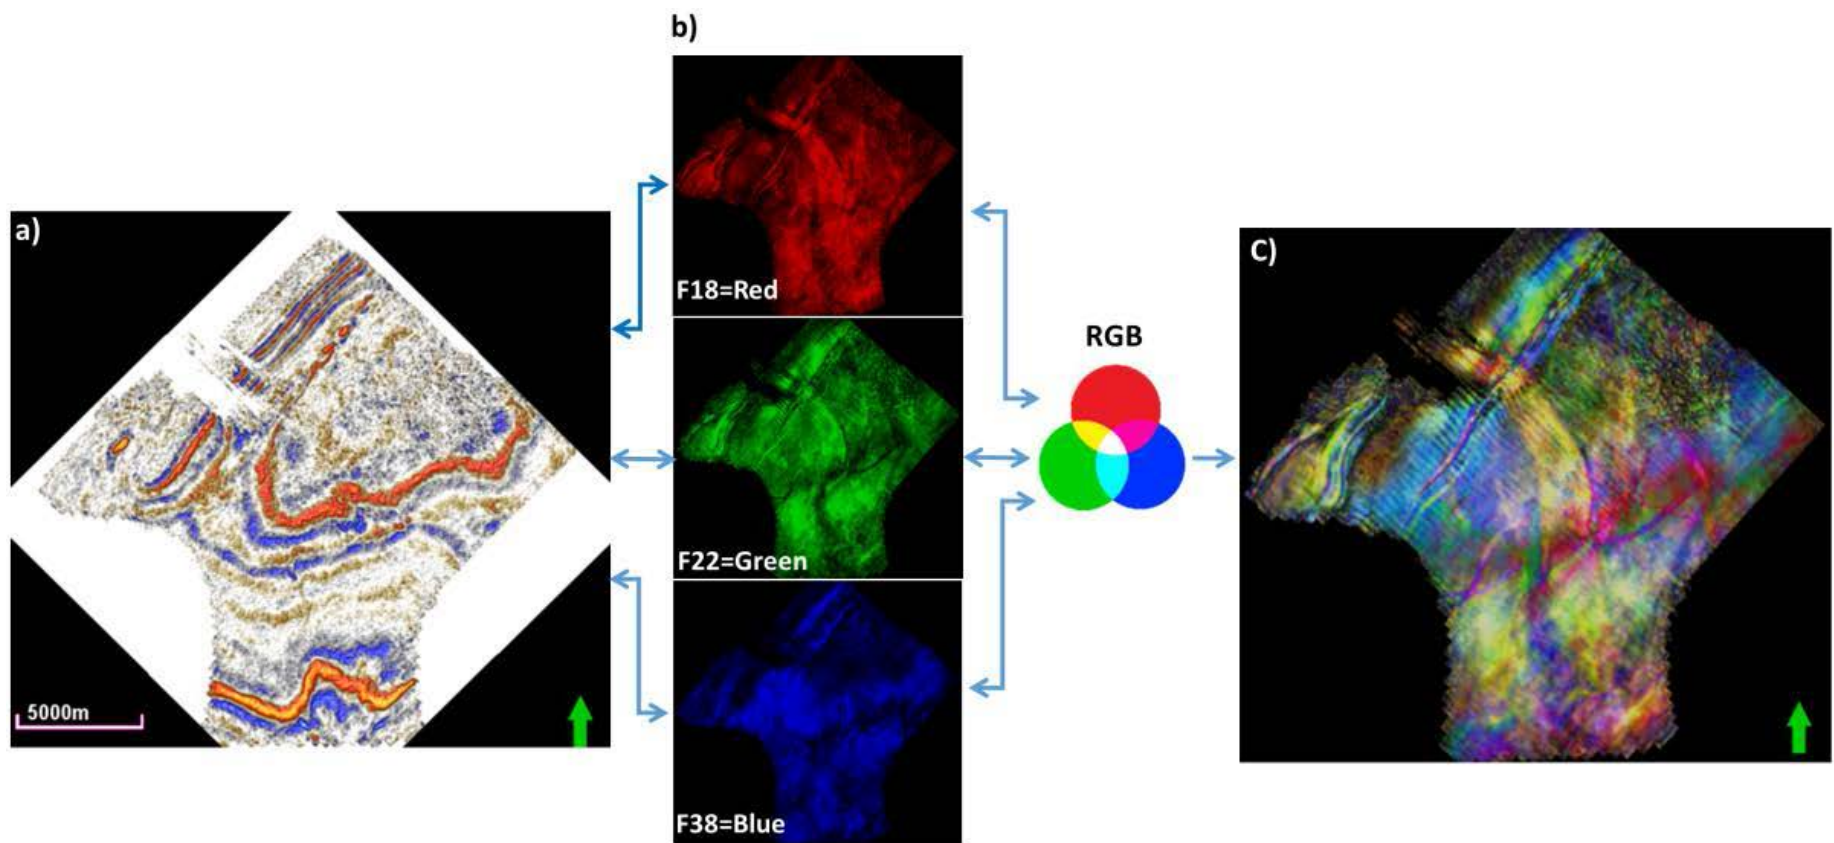 a)
5000m
b)
F18=Red
F22=Green
F38=Blue
RGB
C)